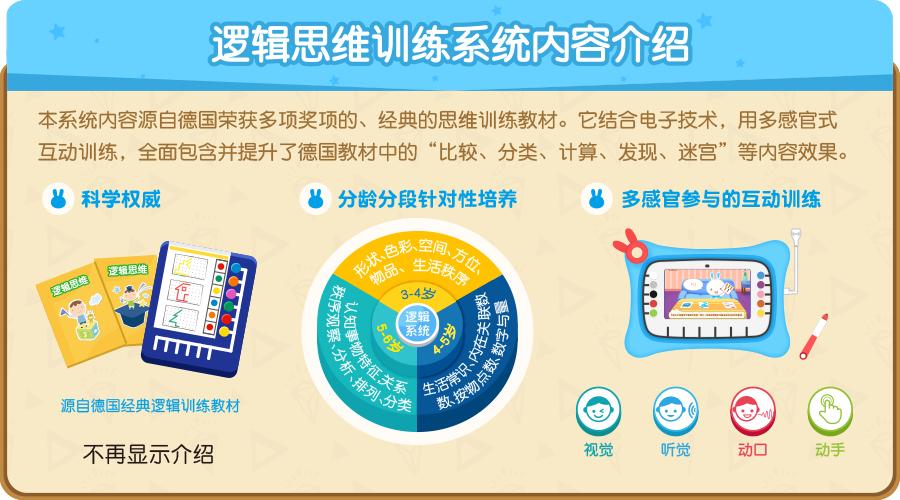 逻辑思维训练系统内容介绍
本系统内容源自德国荣获多项奖项的、经典的思维训练教材。它结合电子技术，用多感官式
互动训练，全面包含并提升了德国教材中的“比较、分类、计算、发现、迷宫”等内容效果。
科学权威
逻辑思维
逻辑思维
源自德国经典逻辑训练教材
不再显示介绍
分龄分段针对性培养
形状、色彩、空间、方位、
物品、生活秩序
3-4岁
逻辑
系统
4-5岁
生活常识、内在关联数
数、按物点数、数字与量
5-6岁
认知事物特征、关系
秩序观察、分析、排列、分类
多感官参与的互动训练
视觉
听觉
动口
动手